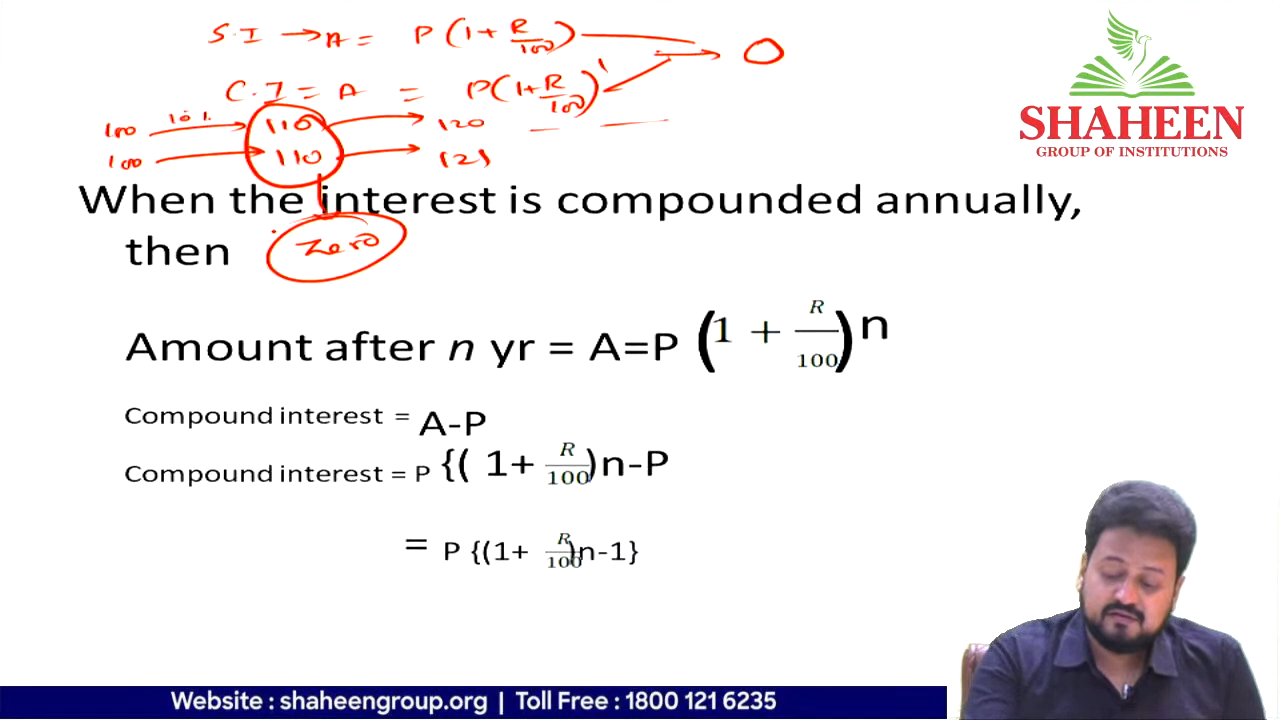 S.I → A = P(1+R/100) → 0
C.I = A = P(1+R/100)¹
100 10% → 110 → 120
100 → 110 → 121
SHAHEEN
GROUP OF INSTITUTIONS
When the interest is compounded annually,
then
Zero
Amount after n yr = A=P (1 + R/100)n
Compound interest = A-P
Compound interest = P {( 1+ R/100)n-P
= P {(1+ R/100)n-1}
Website : shaheengroup.org | Toll Free : 1800 121 6235